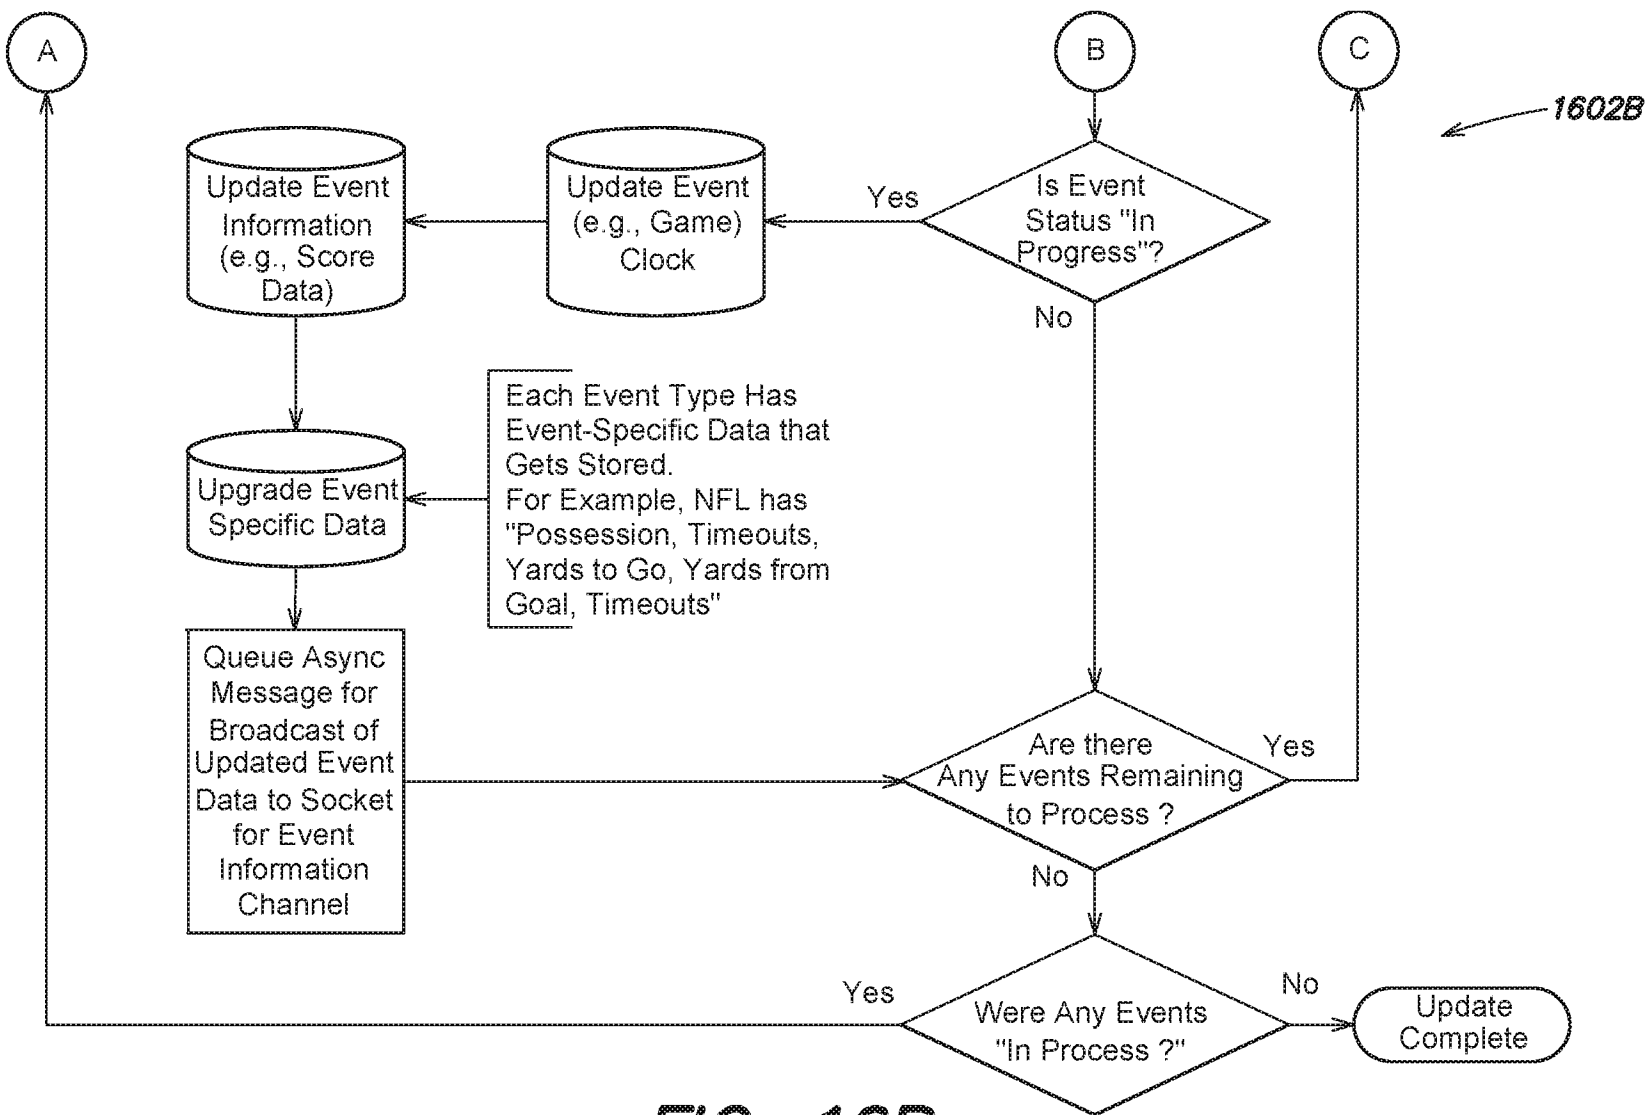 A
B
C
1602B
Update Event
Information
(e.g., Score
Data)
Update Event
(e.g., Game)
Clock
Yes
Is Event
Status "In
Progress"?
No
Each Event Type Has
Event-Specific Data that
Gets Stored.
For Example, NFL has
"Possession, Timeouts,
Yards to Go, Yards from
Goal, Timeouts"
Upgrade Event
Specific Data
Queue Async
Message for
Broadcast of
Updated Event
Data to Socket
for Event
Information
Channel
Are there
Any Events Remaining
to Process ?
Yes
No
Yes
Were Any Events
"In Process ?"
No
Update
Complete